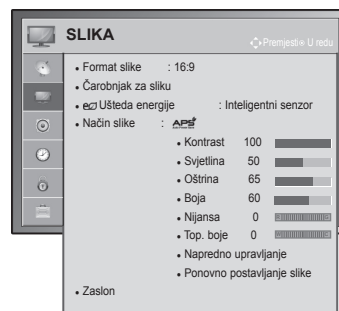 SLIKA
Premjesti U redu
• Format slike : 16:9
• Čarobnjak za sliku
• Ušteda energije : Inteligentni senzor
• Način slike : APS
• Kontrast 100
• Svjetlina 50
• Oštrina 65
• Boja 60
• Nijansa 0
• Top. boje 0
• Napredno upravljanje
• Ponovno postavljanje slike
• Zaslon